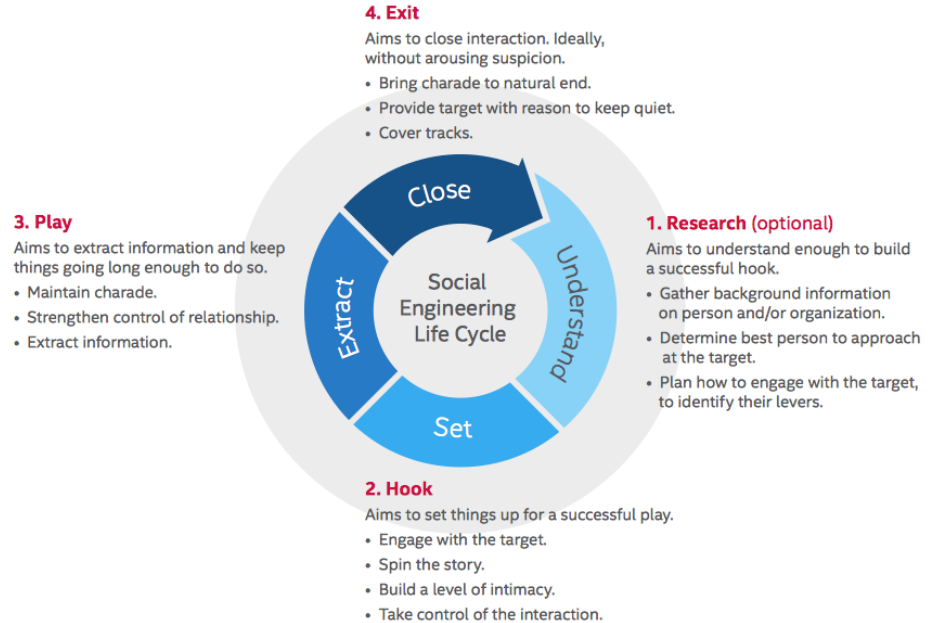 4. Exit
Aims to close interaction. Ideally,
without arousing suspicion.
• Bring charade to natural end.
• Provide target with reason to keep quiet.
• Cover tracks.
Close
Understand
Set
Extract
Social
Engineering
Life Cycle
1. Research (optional)
Aims to understand enough to build
a successful hook.
• Gather background information
on person and/or organization.
• Determine best person to approach
at the target.
• Plan how to engage with the target,
to identify their levers.
2. Hook
Aims to set things up for a successful play.
• Engage with the target.
• Spin the story.
• Build a level of intimacy.
• Take control of the interaction.
3. Play
Aims to extract information and keep
things going long enough to do so.
• Maintain charade.
• Strengthen control of relationship.
• Extract information.